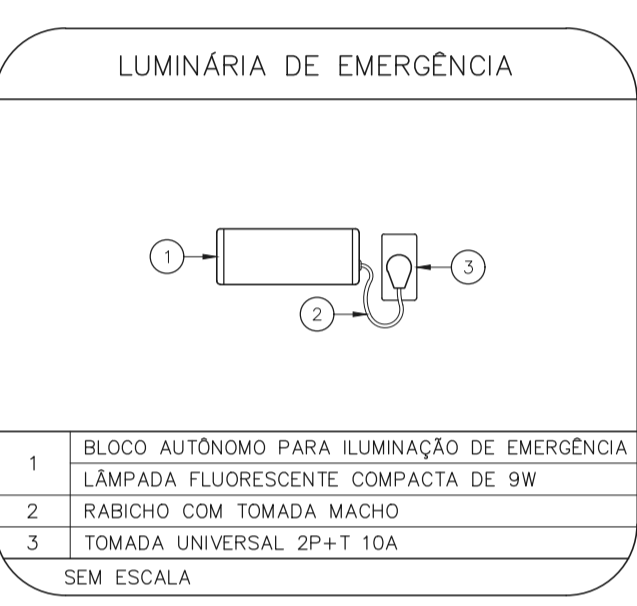 LUMINÁRIA DE EMERGÊNCIA
1
3
2
1
BLOCO AUTÔNOMO PARA ILUMINAÇÃO DE EMERGÊNCIA
LÂMPADA FLUORESCENTE COMPACTA DE 9W
2 RABICHO COM TOMADA MACHO
3 TOMADA UNIVERSAL 2P+T 10A
SEM ESCALA